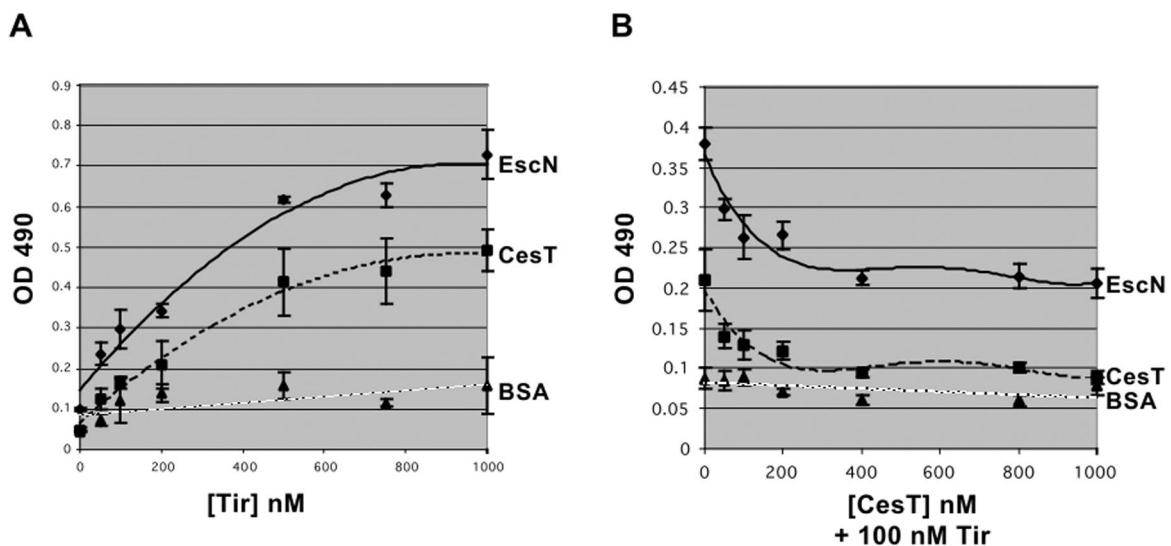 A
B
0.9
0.8
0.7
0.6
0.5
0.4
0.3
0.2
0.1
0
OD 490
EscN
CesT
BSA
0 200 400 600 800 1000
[Tir] nM
0.45
0.4
0.35
0.3
0.25
0.2
0.15
0.1
0.05
0
OD 490
EscN
CesT
BSA
0 200 400 600 800 1000
[CesT] nM
+ 100 nM Tir